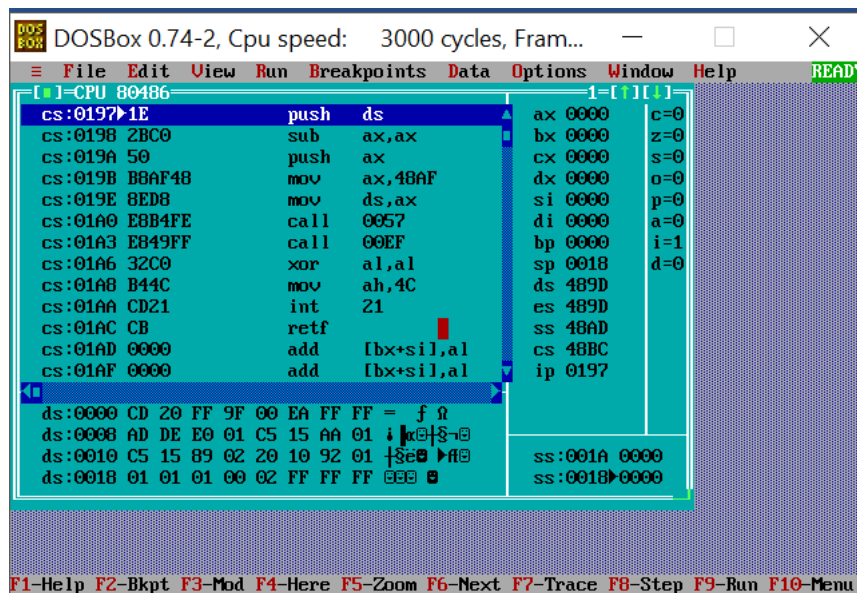 DOS BOX DOSBox 0.74-2, Cpu speed: 3000 cycles, Fram...
≡ File Edit View Run Breakpoints Data Options Window Help READY
[■]=CPU 80486 1=[↑][↓]
cs:0197►1E push ds ax 0000 c=0
cs:0198 2BC0 sub ax,ax bx 0000 z=0
cs:019A 50 push ax cx 0000 s=0
cs:019B B8AF48 mov ax,48AF dx 0000 o=0
cs:019E 8ED8 mov ds,ax si 0000 p=0
cs:01A0 E8B4FE call 0057 di 0000 a=0
cs:01A3 E849FF call 00EF bp 0000 i=1
cs:01A6 32C0 xor al,al sp 0018 d=0
cs:01A8 B44C mov ah,4C ds 489D
cs:01AA CD21 int 21 es 489D
cs:01AC CB retf ss 48AD
cs:01AD 0000 add [bx+si],al cs 48BC
cs:01AF 0000 add [bx+si],al ip 0197
ds:0000 CD 20 FF 9F 00 EA FF FF = ƒ Ω
ds:0008 AD DE E0 01 C5 15 AA 01 ¡▐α☺┼§¬☺
ds:0010 C5 15 89 02 20 10 92 01 ┼§ë☻ ►Æ☺ ss:001A 0000
ds:0018 01 01 01 00 02 FF FF FF ☺☺☺ ☻ ss:0018►0000
F1-Help F2-Bkpt F3-Mod F4-Here F5-Zoom F6-Next F7-Trace F8-Step F9-Run F10-Menu